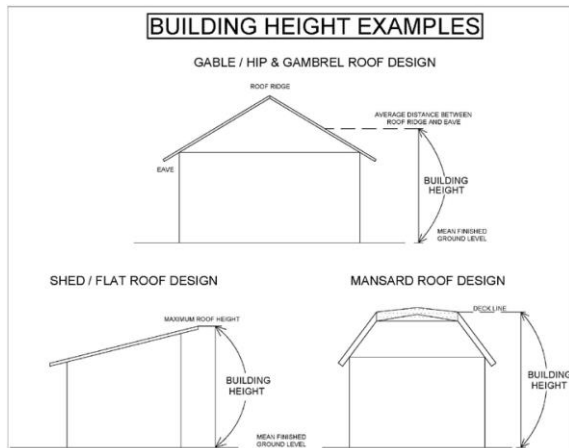 BUILDING HEIGHT EXAMPLES
GABLE / HIP & GAMBREL ROOF DESIGN
ROOF RIDGE
AVERAGE DISTANCE BETWEEN
ROOF RIDGE AND EAVE
EAVE
BUILDING
HEIGHT
MEAN FINISHED
GROUND LEVEL
SHED / FLAT ROOF DESIGN
MAXIMUM ROOF HEIGHT
BUILDING
HEIGHT
MEAN FINISHED
GROUND LEVEL
MANSARD ROOF DESIGN
DECK LINE
BUILDING
HEIGHT